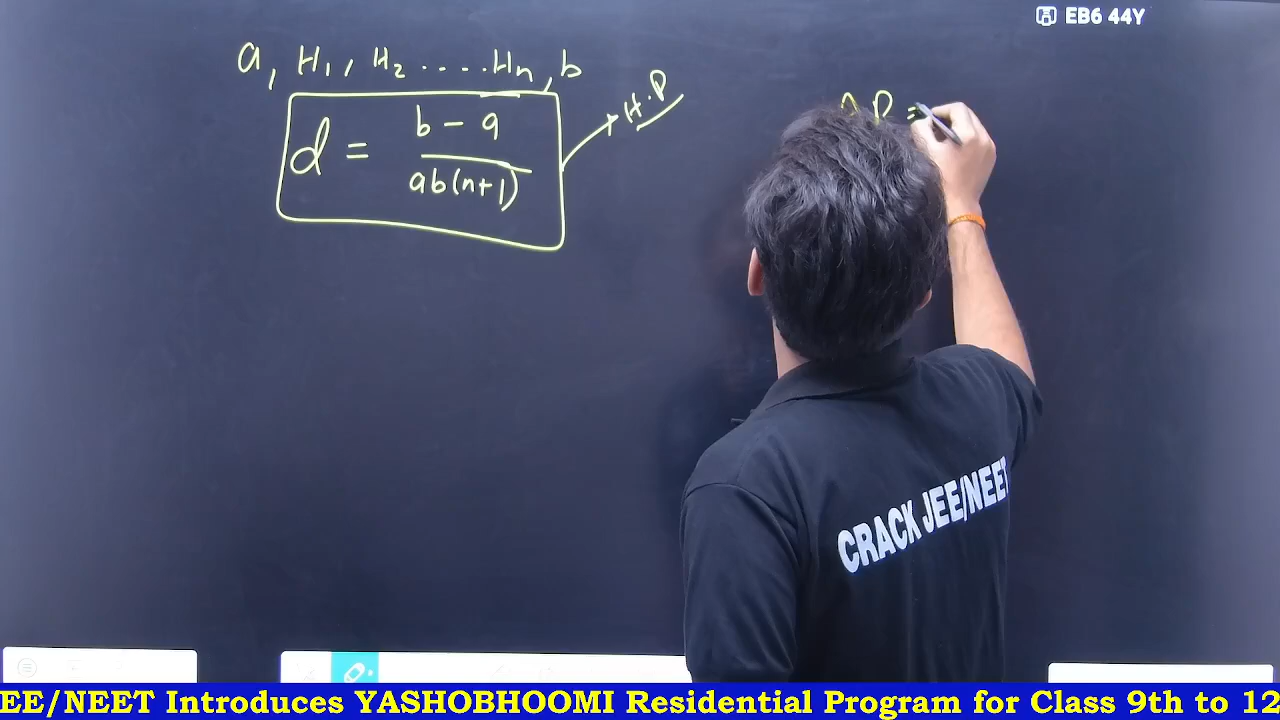 EB6 44Y
a, H₁, H₂ ....Hn, b
H.P
P =
d = b - a
ab(n+1)
CRACK JEE/NEET
EE/NEET Introduces YASHOBHOOMI Residential Program for Class 9th to 12